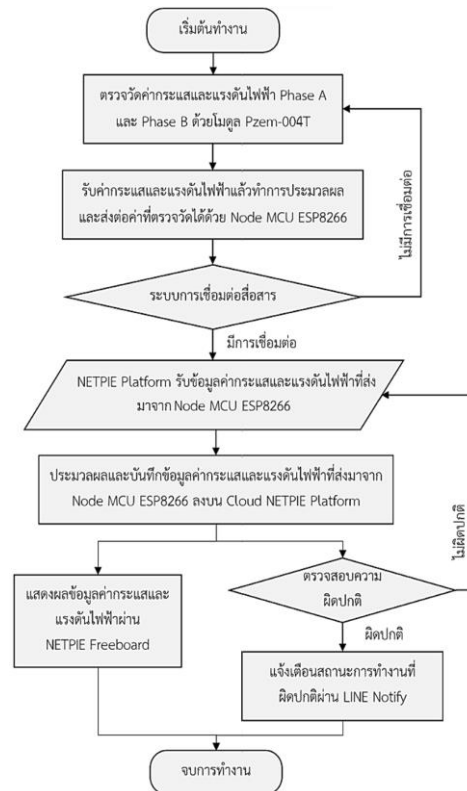 เริ่มต้นทำงาน
ตรวจวัดค่ากระแสและแรงดันไฟฟ้า Phase A
และ Phase B ด้วยโมดูล Pzem-004T
รับค่ากระแสและแรงดันไฟฟ้าแล้วทำการประมวลผล
และส่งต่อค่าที่ตรวจวัดได้ด้วย Node MCU ESP8266
ไม่มีการเชื่อมต่อ
ระบบการเชื่อมต่อสื่อสาร
มีการเชื่อมต่อ
NETPIE Platform รับข้อมูลค่ากระแสและแรงดันไฟฟ้าที่ส่ง
มาจาก Node MCU ESP8266
ประมวลผลและบันทึกข้อมูลค่ากระแสและแรงดันไฟฟ้าที่ส่งมาจาก
Node MCU ESP8266 ลงบน Cloud NETPIE Platform
ไม่ผิดปกติ
แสดงผลข้อมูลค่ากระแสและ
แรงดันไฟฟ้าผ่าน
NETPIE Freeboard
ตรวจสอบความ
ผิดปกติ
ผิดปกติ
แจ้งเตือนสถานะการทำงานที่
ผิดปกติผ่าน LINE Notify
จบการทำงาน